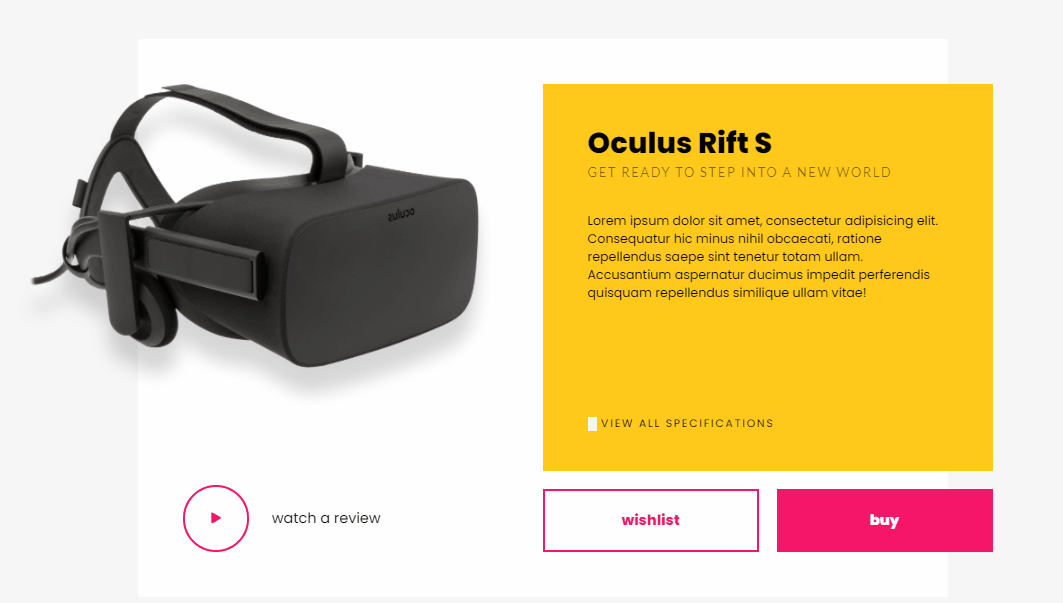 oculus
Oculus Rift S
GET READY TO STEP INTO A NEW WORLD
Lorem ipsum dolor sit amet, consectetur adipisicing elit.
Consequatur hic minus nihil obcaecati, ratione
repellendus saepe sint tenetur totam ullam.
Accusantium aspernatur ducimus impedit perferendis
quisquam repellendus similique ullam vitae!
VIEW ALL SPECIFICATIONS
watch a review
wishlist
buy